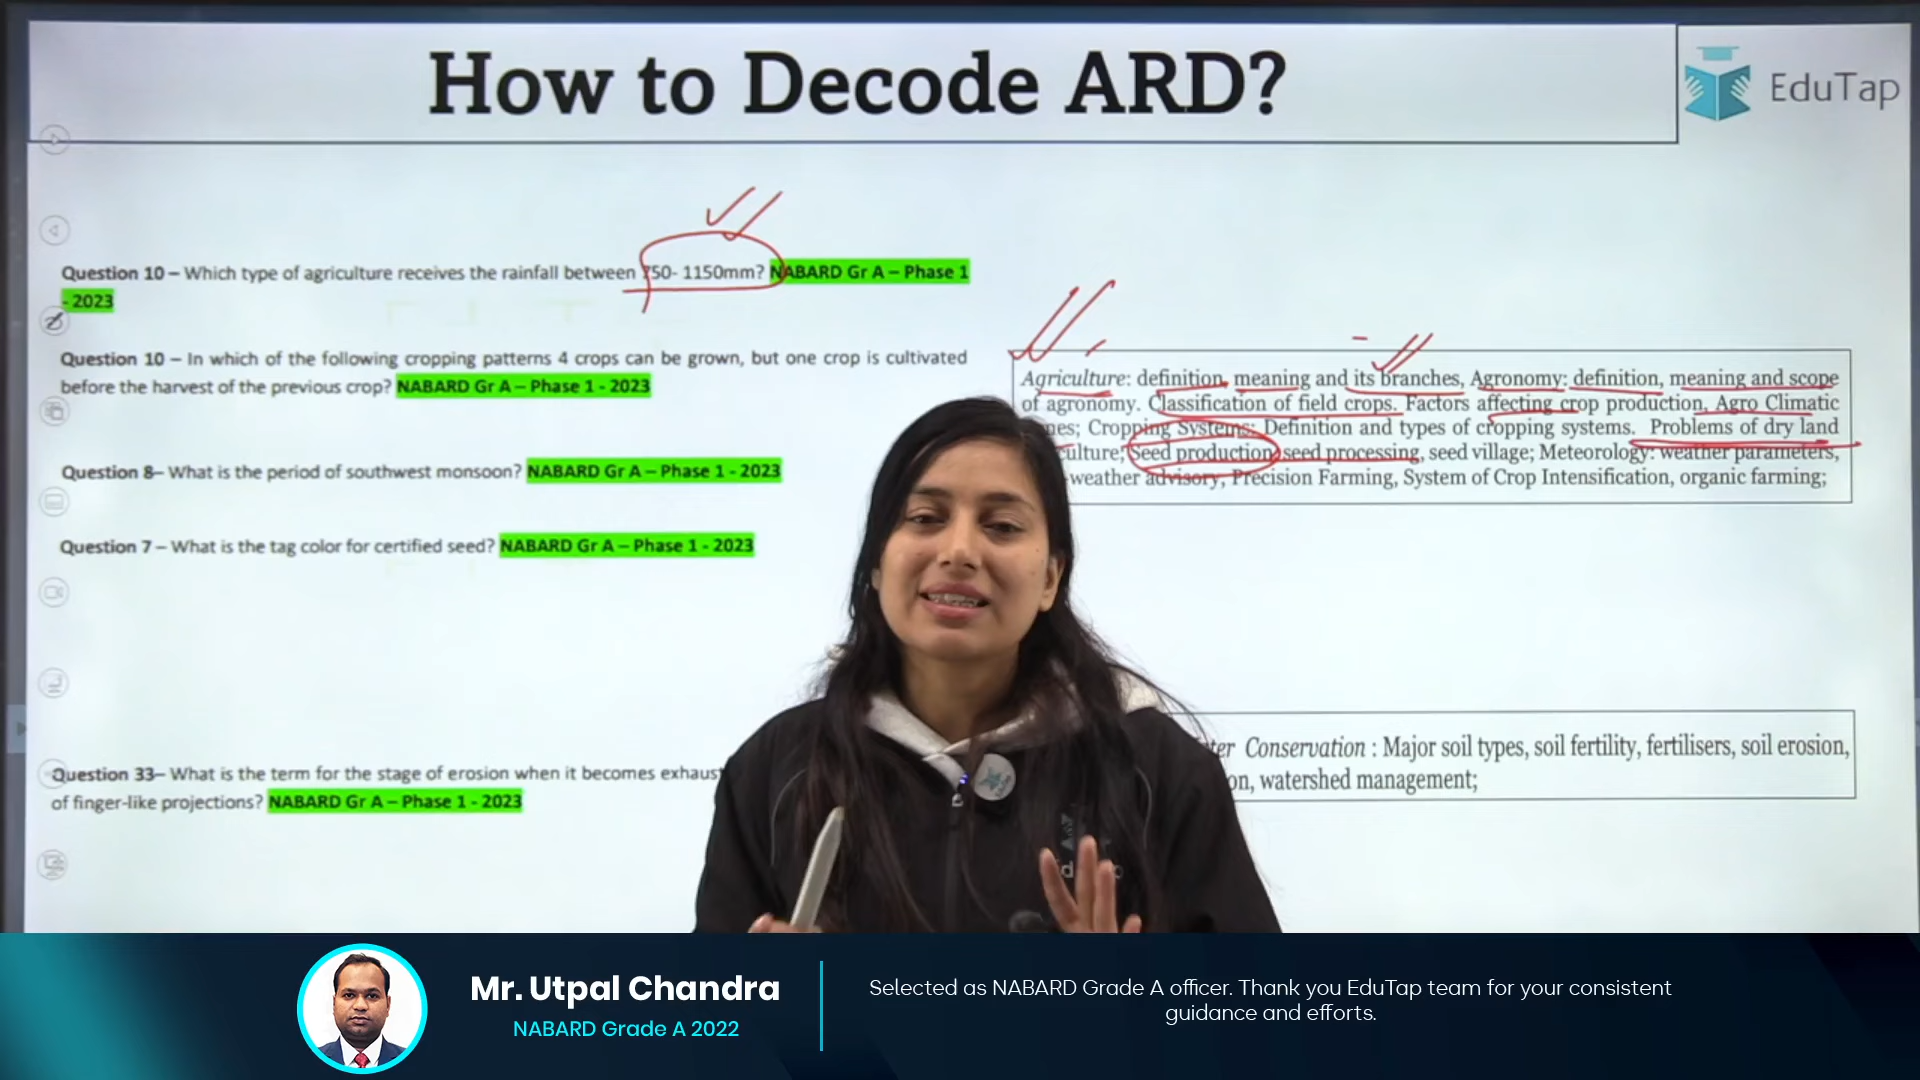 How to Decode ARD?
EduTap
Question 10 – Which type of agriculture receives the rainfall between 750- 1150mm? NABARD Gr A – Phase 1
- 2023
Question 10 – In which of the following cropping patterns 4 crops can be grown, but one crop is cultivated
before the harvest of the previous crop? NABARD Gr A – Phase 1 - 2023
Question 8– What is the period of southwest monsoon? NABARD Gr A – Phase 1 - 2023
Question 7 – What is the tag color for certified seed? NABARD Gr A – Phase 1 - 2023
Question 33– What is the term for the stage of erosion when it becomes exhaust
of finger-like projections? NABARD Gr A – Phase 1 - 2023
Agriculture: definition, meaning and its branches, Agronomy: definition, meaning and scope
of agronomy. Classification of field crops. Factors affecting crop production, Agro Climatic
nes; Cropping Systems: Definition and types of cropping systems. Problems of dry land
culture; Seed production, seed processing, seed village; Meteorology: weather parameters,
-weather advisory, Precision Farming, System of Crop Intensification, organic farming;
ter Conservation : Major soil types, soil fertility, fertilisers, soil erosion,
on, watershed management;
Mr. Utpal Chandra
NABARD Grade A 2022
Selected as NABARD Grade A officer. Thank you EduTap team for your consistent
guidance and efforts.